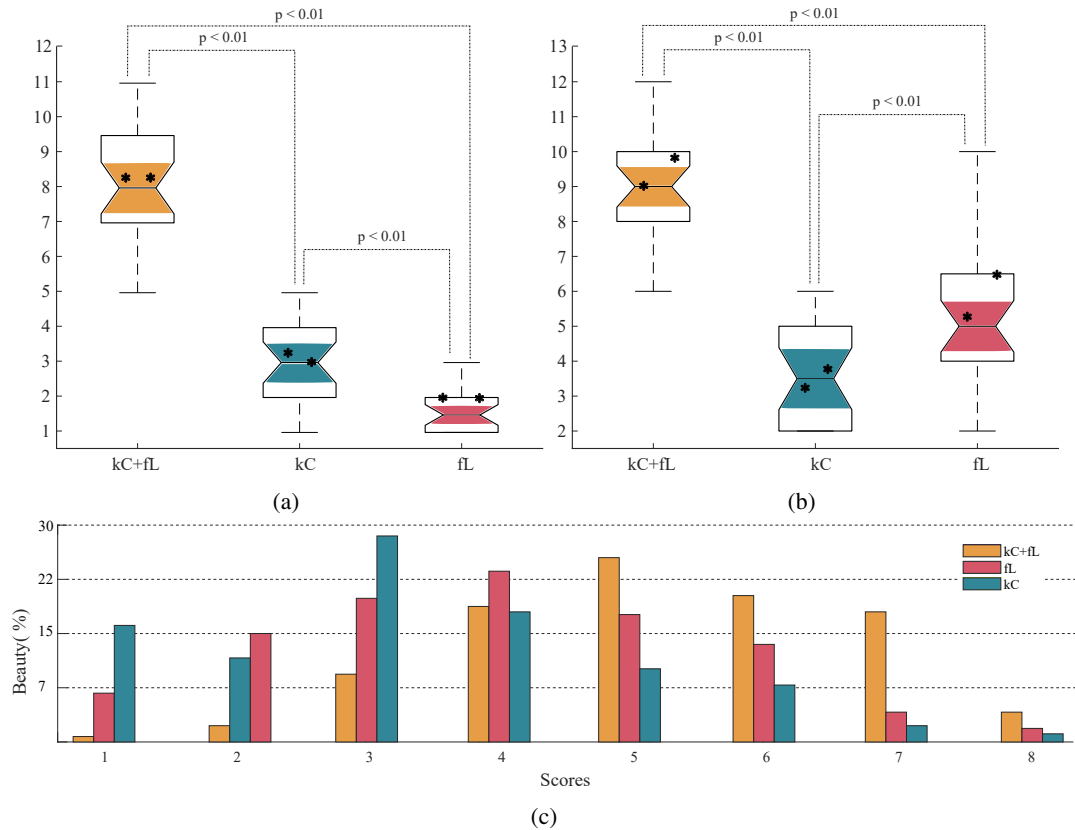 p < 0.01
p < 0.01
p < 0.01
12
11
10
9
8
7
6
5
4
3
2
1
kC+fL
kC
fL
(a)
p < 0.01
p < 0.01
p < 0.01
13
12
11
10
9
8
7
6
5
4
3
2
kC+fL
kC
fL
(b)
Beauty( %)
30
22
15
7
kC+fL
fL
kC
1 2 3 4 5 6 7 8
Scores
(c)